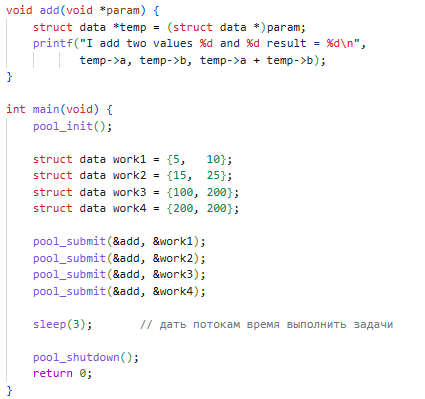 void add(void *param) {
    struct data *temp = (struct data *)param;
    printf("I add two values %d and %d result = %d\n",
           temp->a, temp->b, temp->a + temp->b);
}

int main(void) {
    pool_init();

    struct data work1 = {5,   10};
    struct data work2 = {15,  25};
    struct data work3 = {100, 200};
    struct data work4 = {200, 200};

    pool_submit(&add, &work1);
    pool_submit(&add, &work2);
    pool_submit(&add, &work3);
    pool_submit(&add, &work4);

    sleep(3);       // дать потокам время выполнить задачи

    pool_shutdown();
    return 0;
}